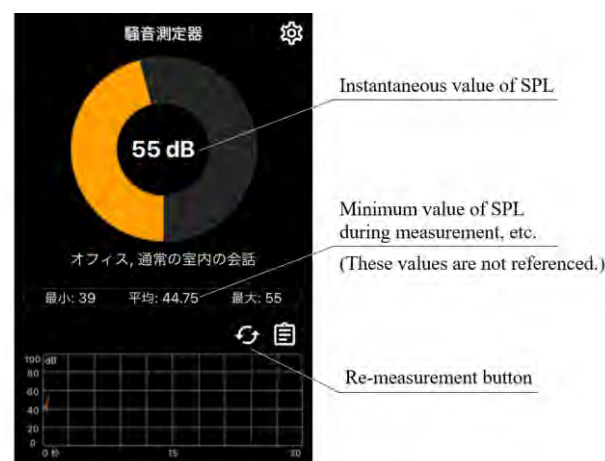 騒音測定器
Instantaneous value of SPL
55 dB
Minimum value of SPL
during measurement, etc.
(These values are not referenced.)
オフィス, 通常の室内の会話
最小: 39 平均: 44.75 最大: 55
Re-measurement button
100 dB
80
60
40
20
0
0 秒 15 30